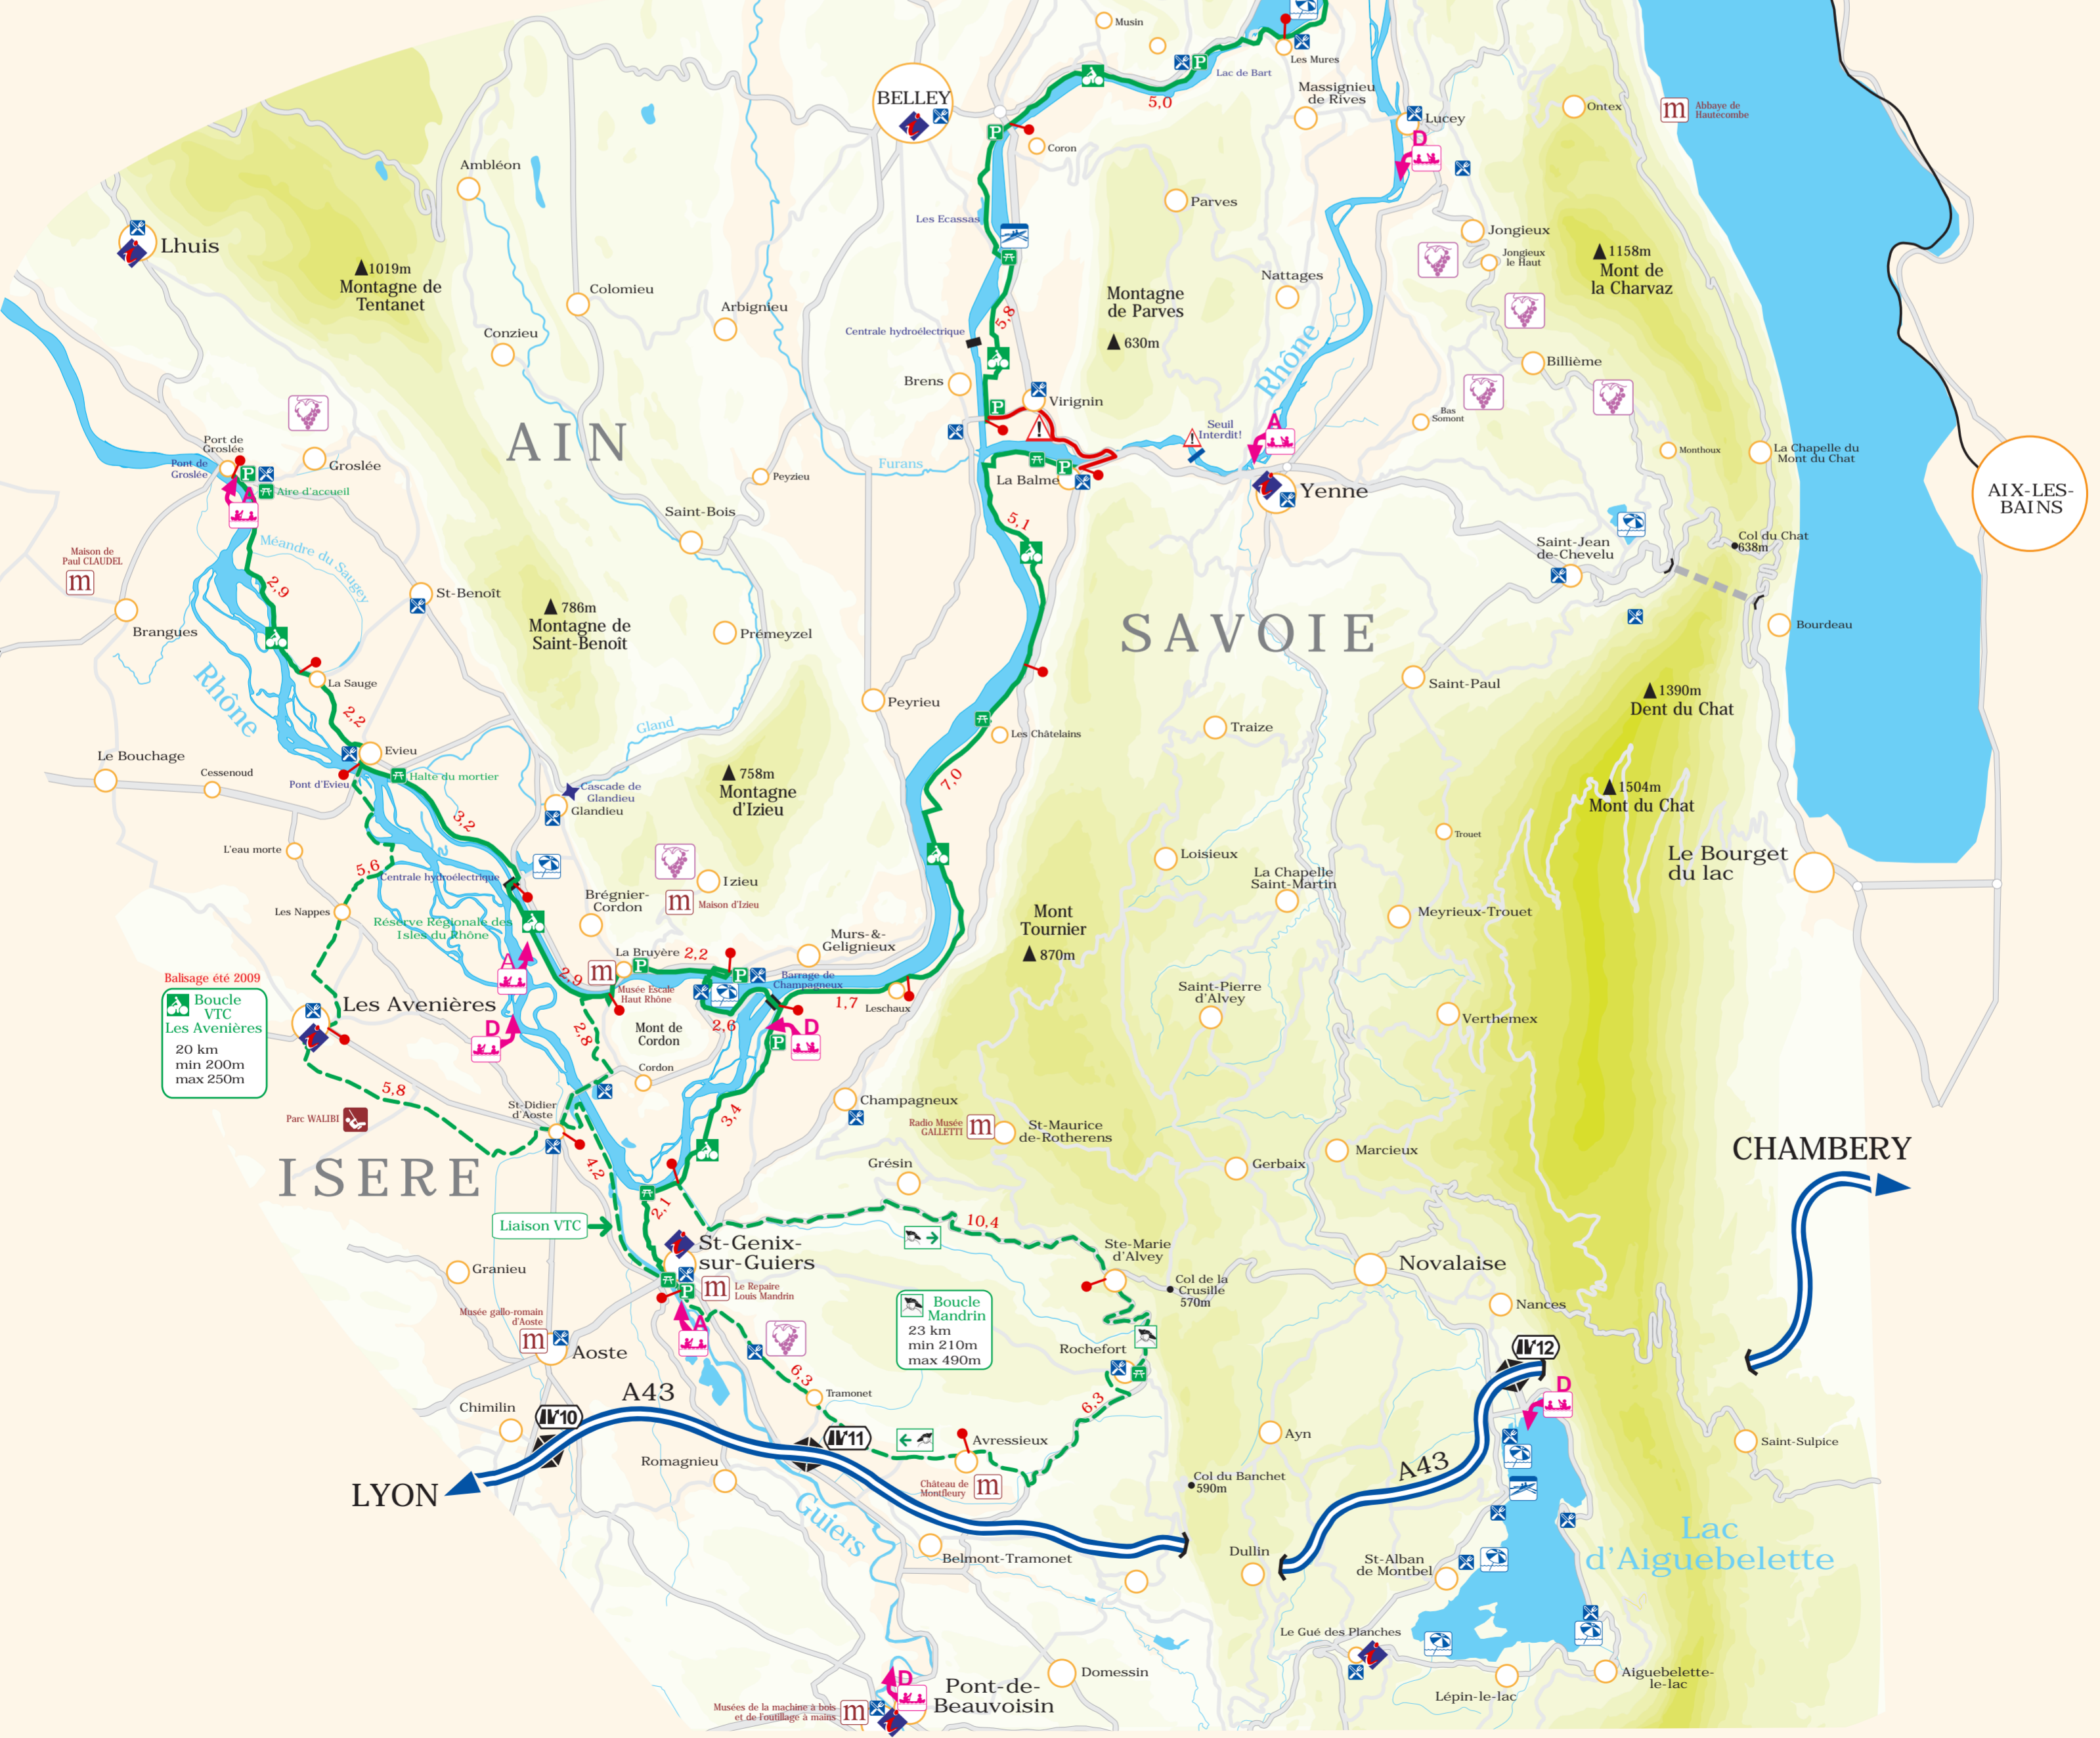 Musin
Les Mures
Lac de Bart
5,0
Massignieu
de Rives
Ontex
m
Abbaye de
Hautecombe
BELLEY
i
P
Coron
Lucey
D
Ambléon
Parves
Les Ecassas
Lhuis
i
1019m
Montagne de
Tentanet
Colomieu
Arbignieu
Conzieu
Centrale hydroélectrique
5,8
Montagne
de Parves
630m
Nattages
Rhône
Jongieux
Jongieux
le Haut
1158m
Mont de
la Charvaz
Billième
Brens
Virignin
P
Bas
Somont
Monthoux
La Chapelle du
Mont du Chat
AIX-LES-
BAINS
Port de
Groslée
Pont de
Groslée
P
Groslée
Aire d'accueil
A
AIN
Peyzieu
Furans
La Balme
P
Seuil
Interdit!
A
i
Yenne
Saint-Bois
5,1
Saint-Jean
de-Chevelu
Col du Chat
638m
Maison de
Paul CLAUDEL
m
Méandre du Saugey
2,9
St-Benoît
Brangues
786m
Montagne de
Saint-Benoît
Prémeyzel
SAVOIE
Bourdeau
Rhône
La Sauge
2,2
Peyrieu
Saint-Paul
1390m
Dent du Chat
Gland
Traize
Les Châtelains
Le Bouchage
Cessenoud
Evieu
Pont d'Evieu
Halte du mortier
Cascade de
Glandieu
Glandieu
758m
Montagne
d'Izieu
7,0
1504m
Mont du Chat
3,2
Trouet
L'eau morte
5,6
Centrale hydroélectrique
Izieu
m
Maison d'Izieu
Loisieux
La Chapelle
Saint-Martin
Le Bourget
du lac
Les Nappes
Réserve Régionale des
Isles du Rhône
Brégnier-
Cordon
Mont
Tournier
870m
Meyrieux-Trouet
Murs-&-
Gelignieux
La Bruyère
2,2
P
P
m
Musée Escale
Haut Rhône
2,9
Barrage de
Champagneux
1,7
Leschaux
Saint-Pierre
d'Alvey
Verthemex
Balisage été 2009
Boucle
VTC
Les Avenières
20 km
min 200m
max 250m
Les Avenières
i
A
D
2,8
Mont de
Cordon
2,6
D
P
Cordon
5,8
Parc WALIBI
St-Didier
d'Aoste
3,4
Champagneux
Radio Musée
GALLETTI
m
St-Maurice
de-Rotherens
CHAMBERY
ISERE
4,2
Grésin
Gerbaix
Marcieux
2,1
Liaison VTC
10,4
i
St-Genix-
sur-Guiers
Ste-Marie
d'Alvey
Novalaise
Granieu
P
m
Le Repaire
Louis Mandrin
Col de la
Crusille
570m
Nances
Musée gallo-romain
d'Aoste
m
Aoste
A
Boucle
Mandrin
23 km
min 210m
max 490m
Rochefort
12
A43
6,3
Tramonet
6,3
D
Chimilin
10
11
Avressieux
Ayn
Saint-Sulpice
LYON
Romagnieu
Château de
Montfleury
m
Col du Banchet
590m
A43
Guiers
Belmont-Tramonet
Dullin
St-Alban
de Montbel
Lac
d'Aiguebelette
Le Gué des Planches
i
Domessin
Lépin-le-lac
Aiguebelette-
le-lac
D
Pont-de-
Beauvoisin
Musées de la machine à bois
et de l'outillage à mains
m
i